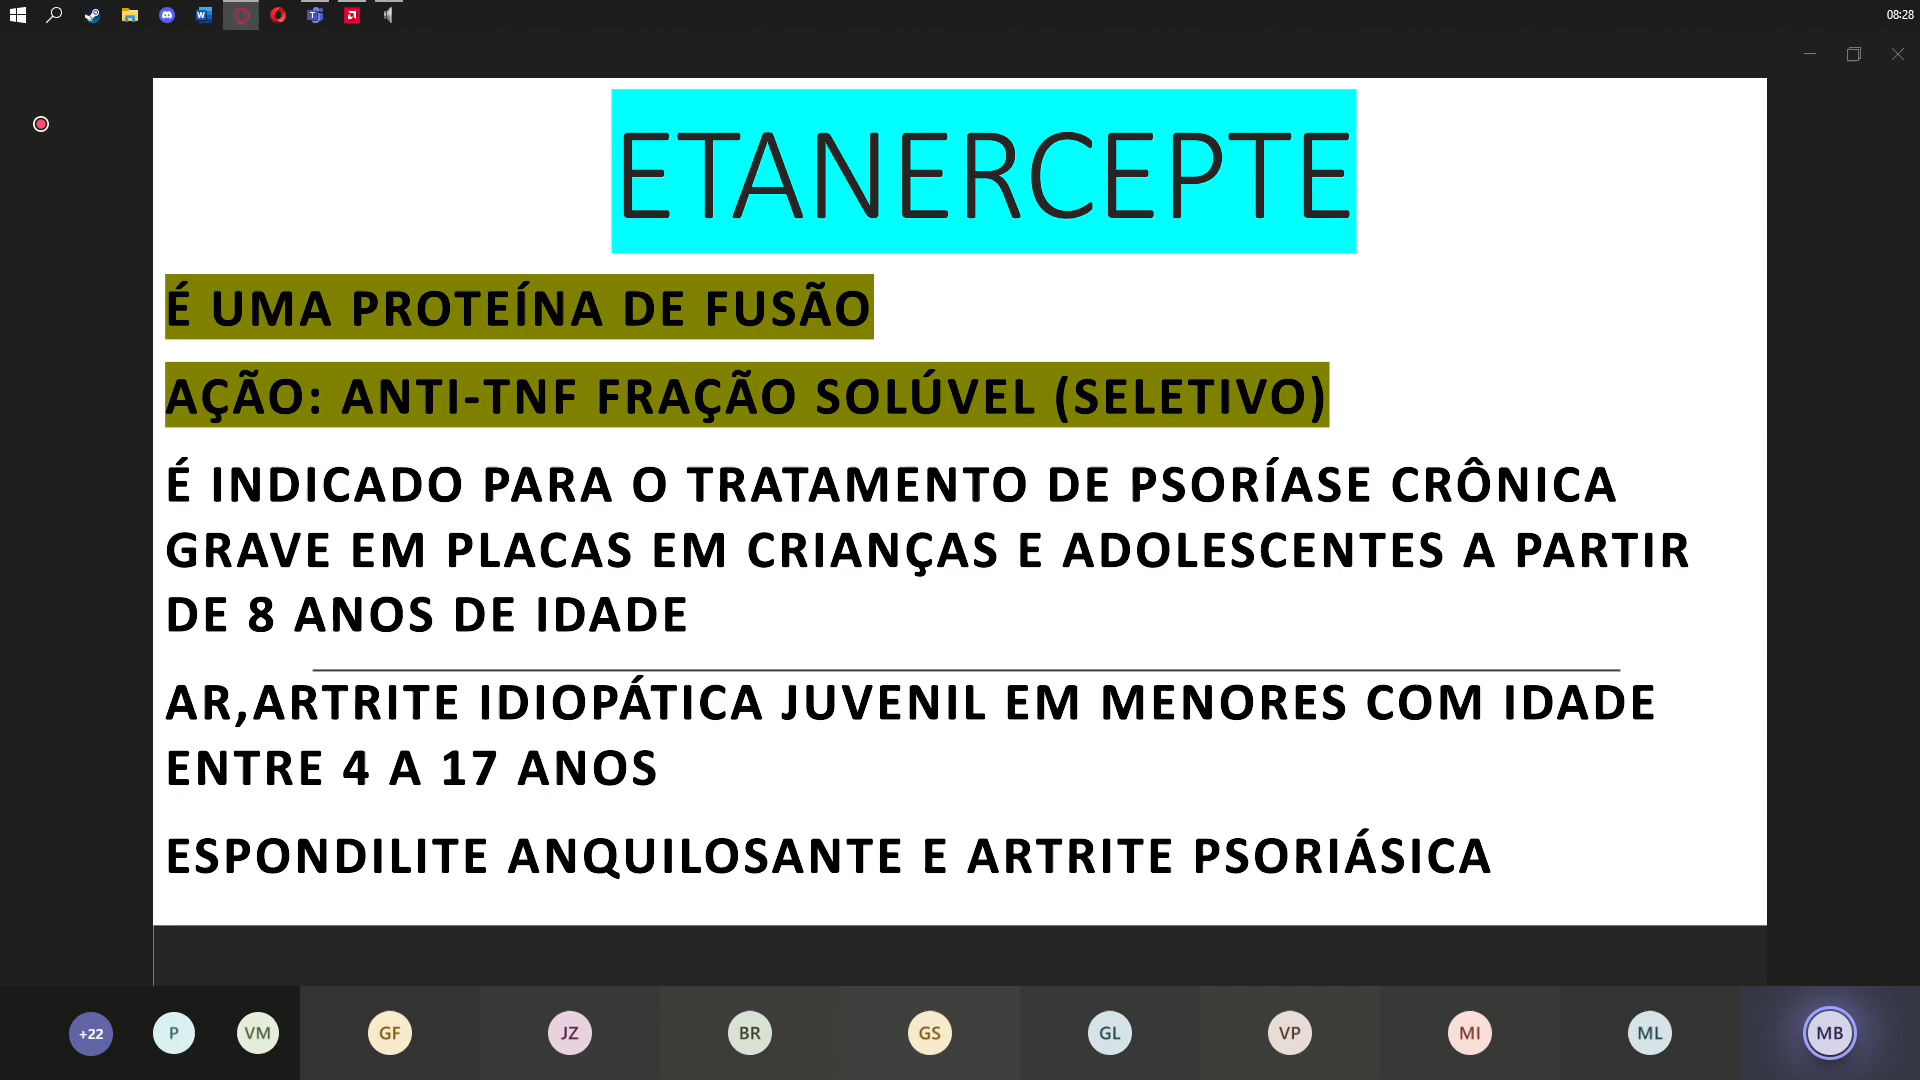 08:28
ETANERCEPTE
É UMA PROTEÍNA DE FUSÃO
AÇÃO: ANTI-TNF FRAÇÃO SOLÚVEL (SELETIVO)
É INDICADO PARA O TRATAMENTO DE PSORÍASE CRÔNICA
GRAVE EM PLACAS EM CRIANÇAS E ADOLESCENTES A PARTIR
DE 8 ANOS DE IDADE
AR,ARTRITE IDIOPÁTICA JUVENIL EM MENORES COM IDADE
ENTRE 4 A 17 ANOS
ESPONDILITE ANQUILOSANTE E ARTRITE PSORIÁSICA
+22 P VM GF JZ BR GS GL VP MI ML MB